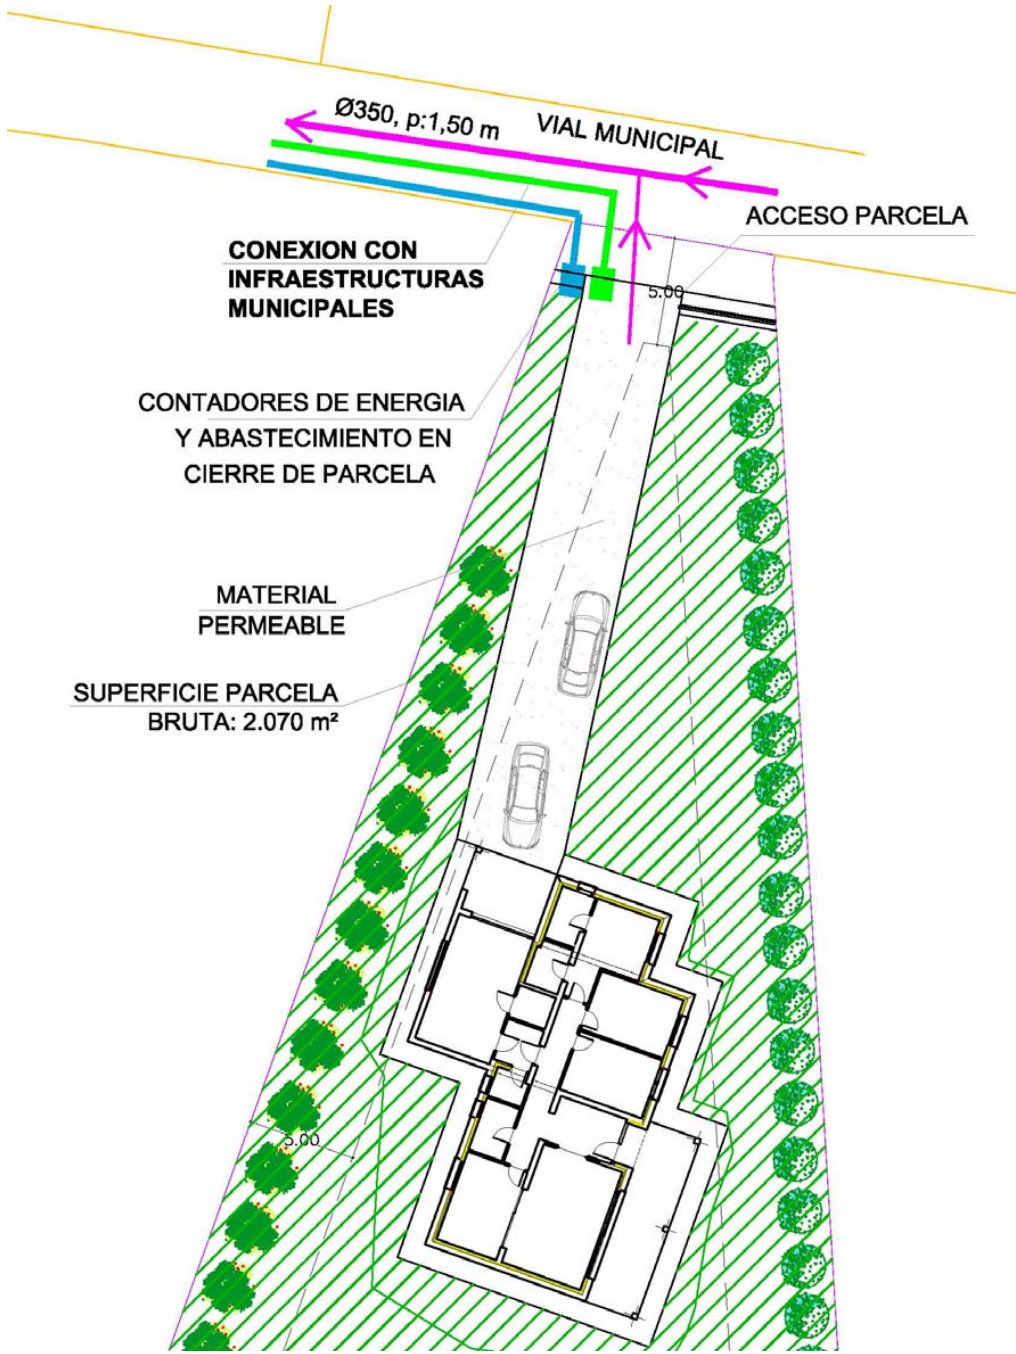 Ø350, p:1,50 m
VIAL MUNICIPAL
ACCESO PARCELA
CONEXION CON
INFRAESTRUCTURAS
MUNICIPALES
5.00
CONTADORES DE ENERGIA
Y ABASTECIMIENTO EN
CIERRE DE PARCELA
MATERIAL
PERMEABLE
SUPERFICIE PARCELA
BRUTA: 2.070 m²
5.00